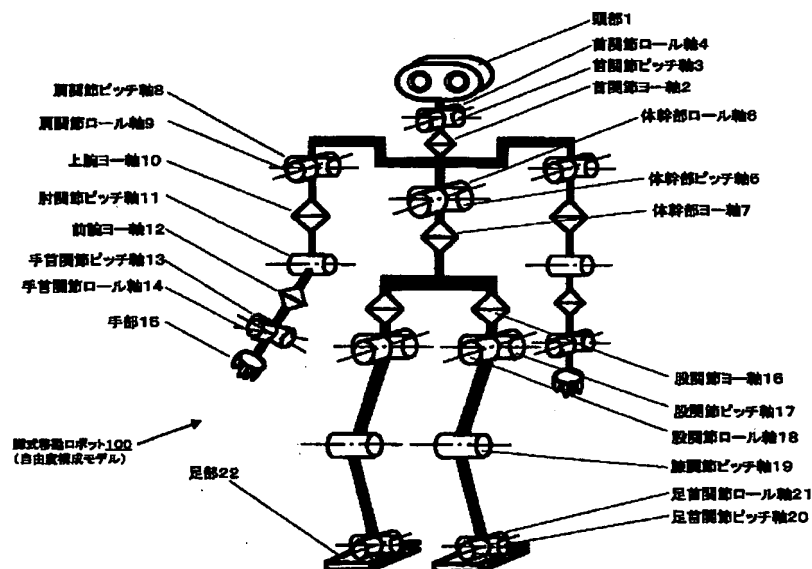 頭部1
首関節ロール軸4
首関節ピッチ軸3
首関節ヨー軸2
体幹部ロール軸6
体幹部ピッチ軸5
体幹部ヨー軸7
肩関節ピッチ軸8
肩関節ロール軸9
上腕ヨー軸10
肘関節ピッチ軸11
前腕ヨー軸12
手首関節ピッチ軸13
手首関節ロール軸14
手部15
股関節ヨー軸16
股関節ピッチ軸17
股関節ロール軸18
膝関節ピッチ軸19
足首関節ロール軸21
足首関節ピッチ軸20
脚式移動ロボット100
(自由度構成モデル)
足部22